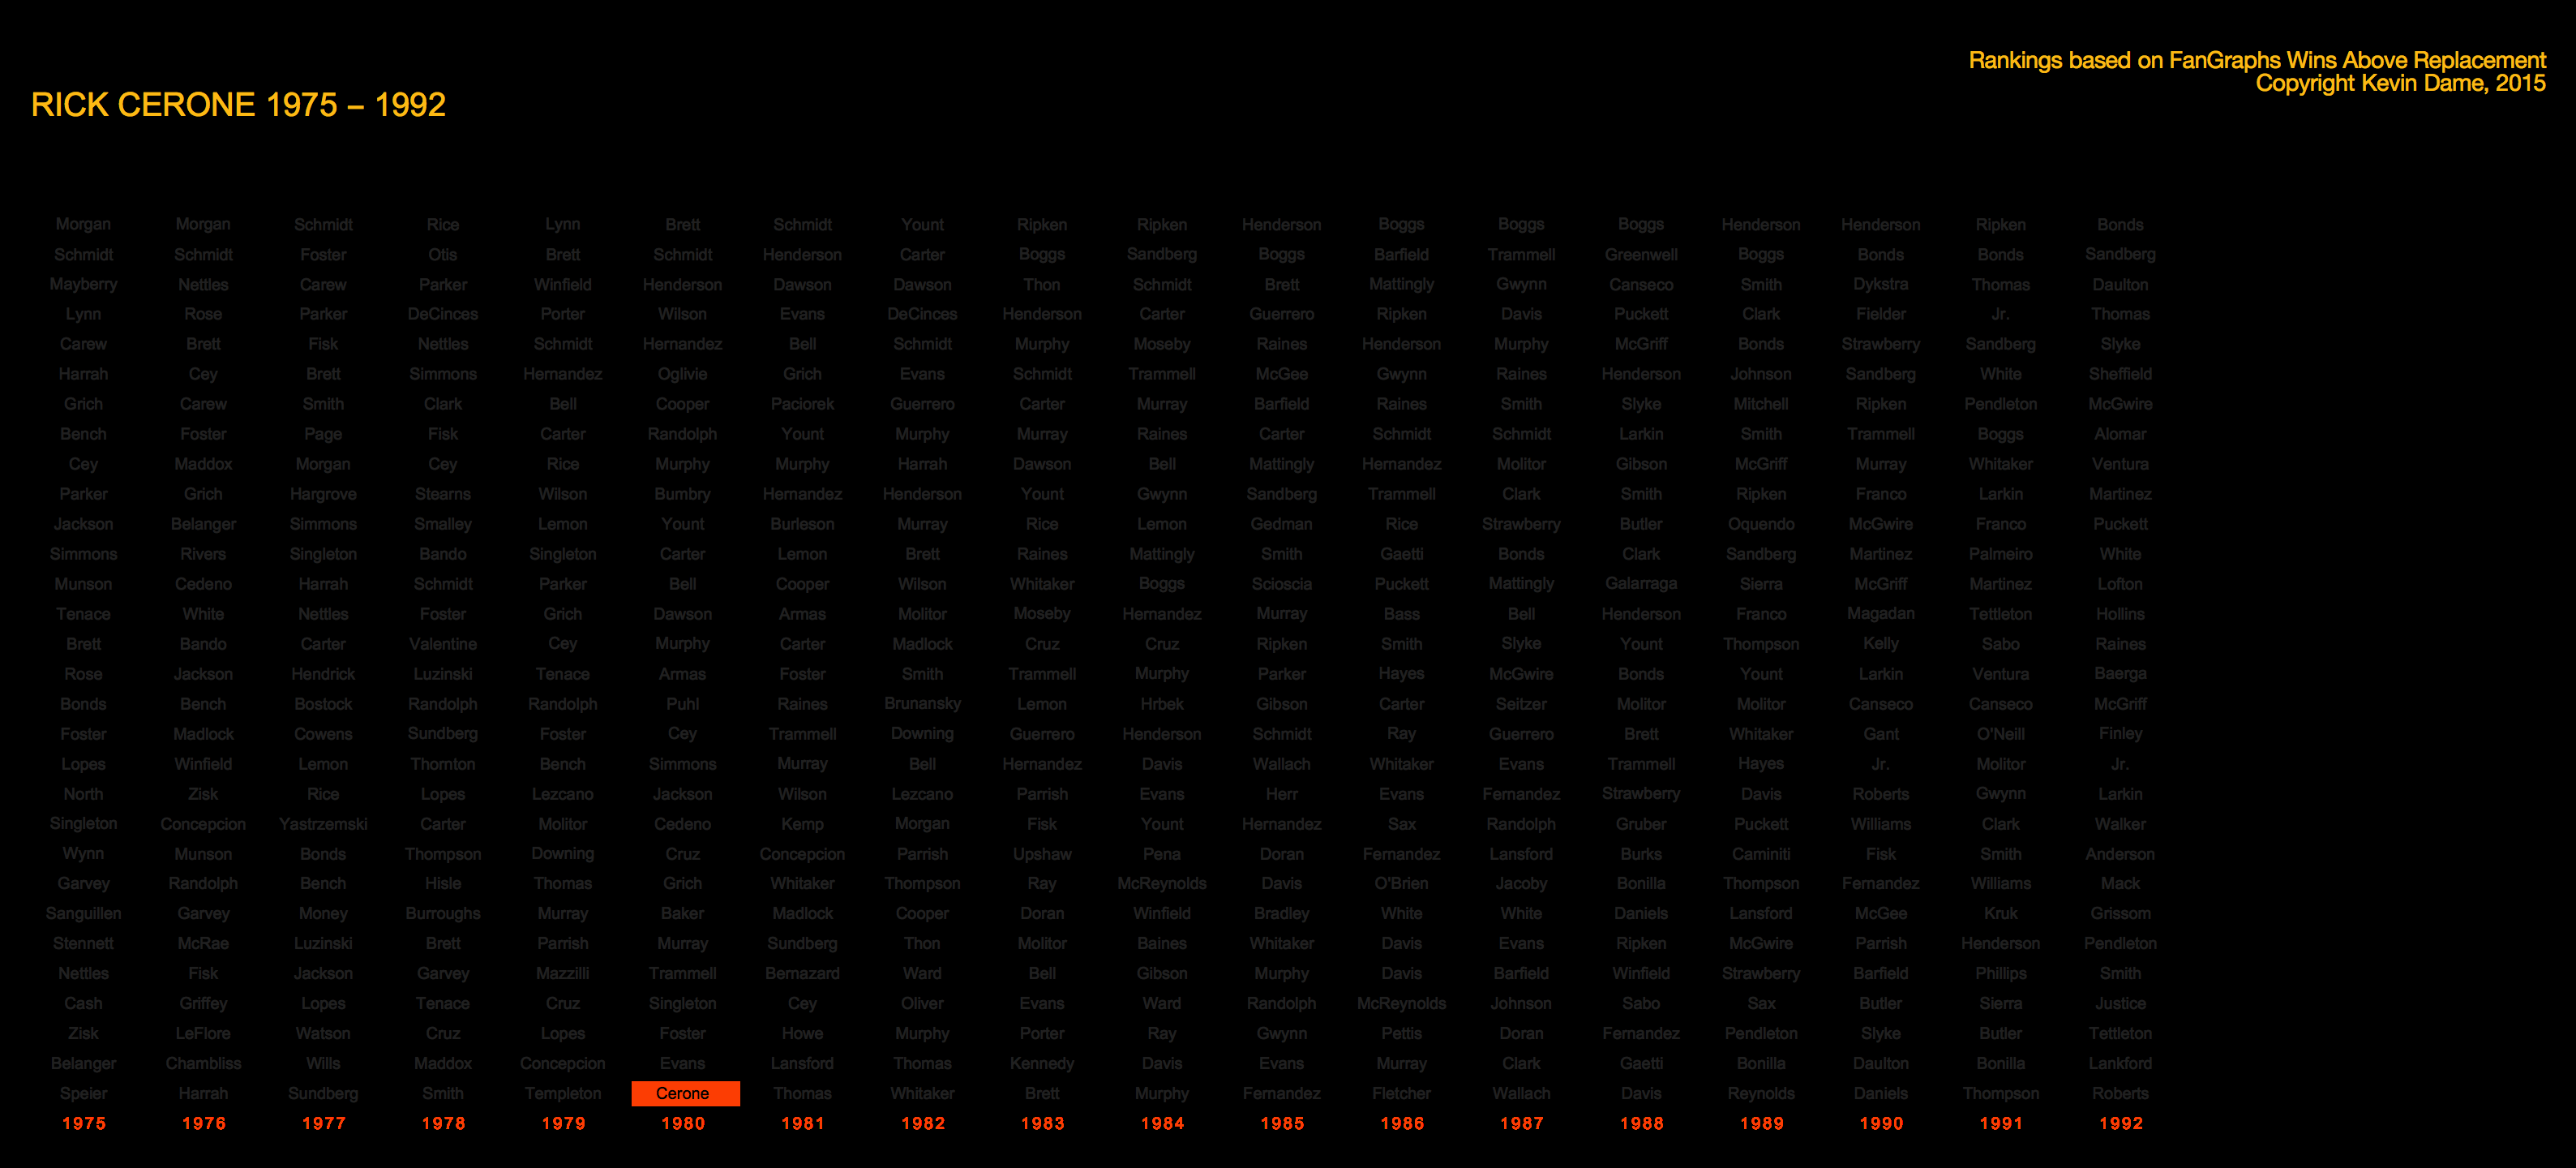 Rankings based on FanGraphs Wins Above Replacement
Copyright Kevin Dame, 2015
RICK CERONE 1975 – 1992
Morgan Morgan Schmidt Rice Lynn Brett Schmidt Yount Ripken Ripken Henderson Boggs Boggs Boggs Henderson Henderson Ripken Bonds
Schmidt Schmidt Foster Otis Brett Schmidt Henderson Carter Boggs Sandberg Boggs Barfield Trammell Greenwell Boggs Bonds Bonds Sandberg
Mayberry Nettles Carew Parker Winfield Henderson Dawson Dawson Thon Schmidt Brett Mattingly Gwynn Canseco Smith Dykstra Thomas Daulton
Lynn Rose Parker DeCinces Porter Wilson Evans DeCinces Henderson Carter Guerrero Ripken Davis Puckett Clark Fielder Jr. Thomas
Carew Brett Fisk Nettles Schmidt Hernandez Bell Schmidt Murphy Moseby Raines Henderson Murphy McGriff Bonds Strawberry Sandberg Slyke
Harrah Cey Brett Simmons Hernandez Oglivie Grich Evans Schmidt Trammell McGee Gwynn Raines Henderson Johnson Sandberg White Sheffield
Grich Carew Smith Clark Bell Cooper Paciorek Guerrero Carter Murray Barfield Raines Smith Slyke Mitchell Ripken Pendleton McGwire
Bench Foster Page Fisk Carter Randolph Yount Murphy Murray Raines Carter Schmidt Schmidt Larkin Smith Trammell Boggs Alomar
Cey Maddox Morgan Cey Rice Murphy Murphy Harrah Dawson Bell Mattingly Hernandez Molitor Gibson McGriff Murray Whitaker Ventura
Parker Grich Hargrove Stearns Wilson Bumbry Hernandez Henderson Yount Gwynn Sandberg Trammell Clark Smith Ripken Franco Larkin Martinez
Jackson Belanger Simmons Smalley Lemon Yount Burleson Murray Rice Lemon Gedman Rice Strawberry Butler Oquendo McGwire Franco Puckett
Simmons Rivers Singleton Bando Singleton Carter Lemon Brett Raines Mattingly Smith Gaetti Bonds Clark Sandberg Martinez Palmeiro White
Munson Cedeno Harrah Schmidt Parker Bell Cooper Wilson Whitaker Boggs Scioscia Puckett Mattingly Galarraga Sierra McGriff Martinez Lofton
Tenace White Nettles Foster Grich Dawson Armas Molitor Moseby Hernandez Murray Bass Bell Henderson Franco Magadan Tettleton Hollins
Brett Bando Carter Valentine Cey Murphy Carter Madlock Cruz Cruz Ripken Smith Slyke Yount Thompson Kelly Sabo Raines
Rose Jackson Hendrick Luzinski Tenace Armas Foster Smith Trammell Murphy Parker Hayes McGwire Bonds Yount Larkin Ventura Baerga
Bonds Bench Bostock Randolph Randolph Puhl Raines Brunansky Lemon Hrbek Gibson Carter Seitzer Molitor Molitor Canseco Canseco McGriff
Foster Madlock Cowens Sundberg Foster Cey Trammell Downing Guerrero Henderson Schmidt Ray Guerrero Brett Whitaker Gant O'Neill Finley
Lopes Winfield Lemon Thornton Bench Simmons Murray Bell Hernandez Davis Wallach Whitaker Evans Trammell Hayes Jr. Molitor Jr.
North Zisk Rice Lopes Lezcano Jackson Wilson Lezcano Parrish Evans Herr Evans Fernandez Strawberry Davis Roberts Gwynn Larkin
Singleton Concepcion Yastrzemski Carter Molitor Cedeno Kemp Morgan Fisk Yount Hernandez Sax Randolph Gruber Puckett Williams Clark Walker
Wynn Munson Bonds Thompson Downing Cruz Concepcion Parrish Upshaw Pena Doran Fernandez Lansford Burks Caminiti Fisk Smith Anderson
Garvey Randolph Bench Hisle Thomas Grich Whitaker Thompson Ray McReynolds Davis O'Brien Jacoby Bonilla Thompson Fernandez Williams Mack
Sanguillen Garvey Money Burroughs Murray Baker Madlock Cooper Doran Winfield Bradley White White Daniels Lansford McGee Kruk Grissom
Stennett McRae Luzinski Brett Parrish Murray Sundberg Thon Molitor Baines Whitaker Davis Evans Ripken McGwire Parrish Henderson Pendleton
Nettles Fisk Jackson Garvey Mazzilli Trammell Bernazard Ward Bell Gibson Murphy Davis Barfield Winfield Strawberry Barfield Phillips Smith
Cash Griffey Lopes Tenace Cruz Singleton Cey Oliver Evans Ward Randolph McReynolds Johnson Sabo Sax Butler Sierra Justice
Zisk LeFlore Watson Cruz Lopes Foster Howe Murphy Porter Ray Gwynn Pettis Doran Fernandez Pendleton Slyke Butler Tettleton
Belanger Chambliss Wills Maddox Concepcion Evans Lansford Thomas Kennedy Davis Evans Murray Clark Gaetti Bonilla Daulton Bonilla Lankford
Speier Harrah Sundberg Smith Templeton Cerone Thomas Whitaker Brett Murphy Fernandez Fletcher Wallach Davis Reynolds Daniels Thompson Roberts
1975 1976 1977 1978 1979 1980 1981 1982 1983 1984 1985 1986 1987 1988 1989 1990 1991 1992